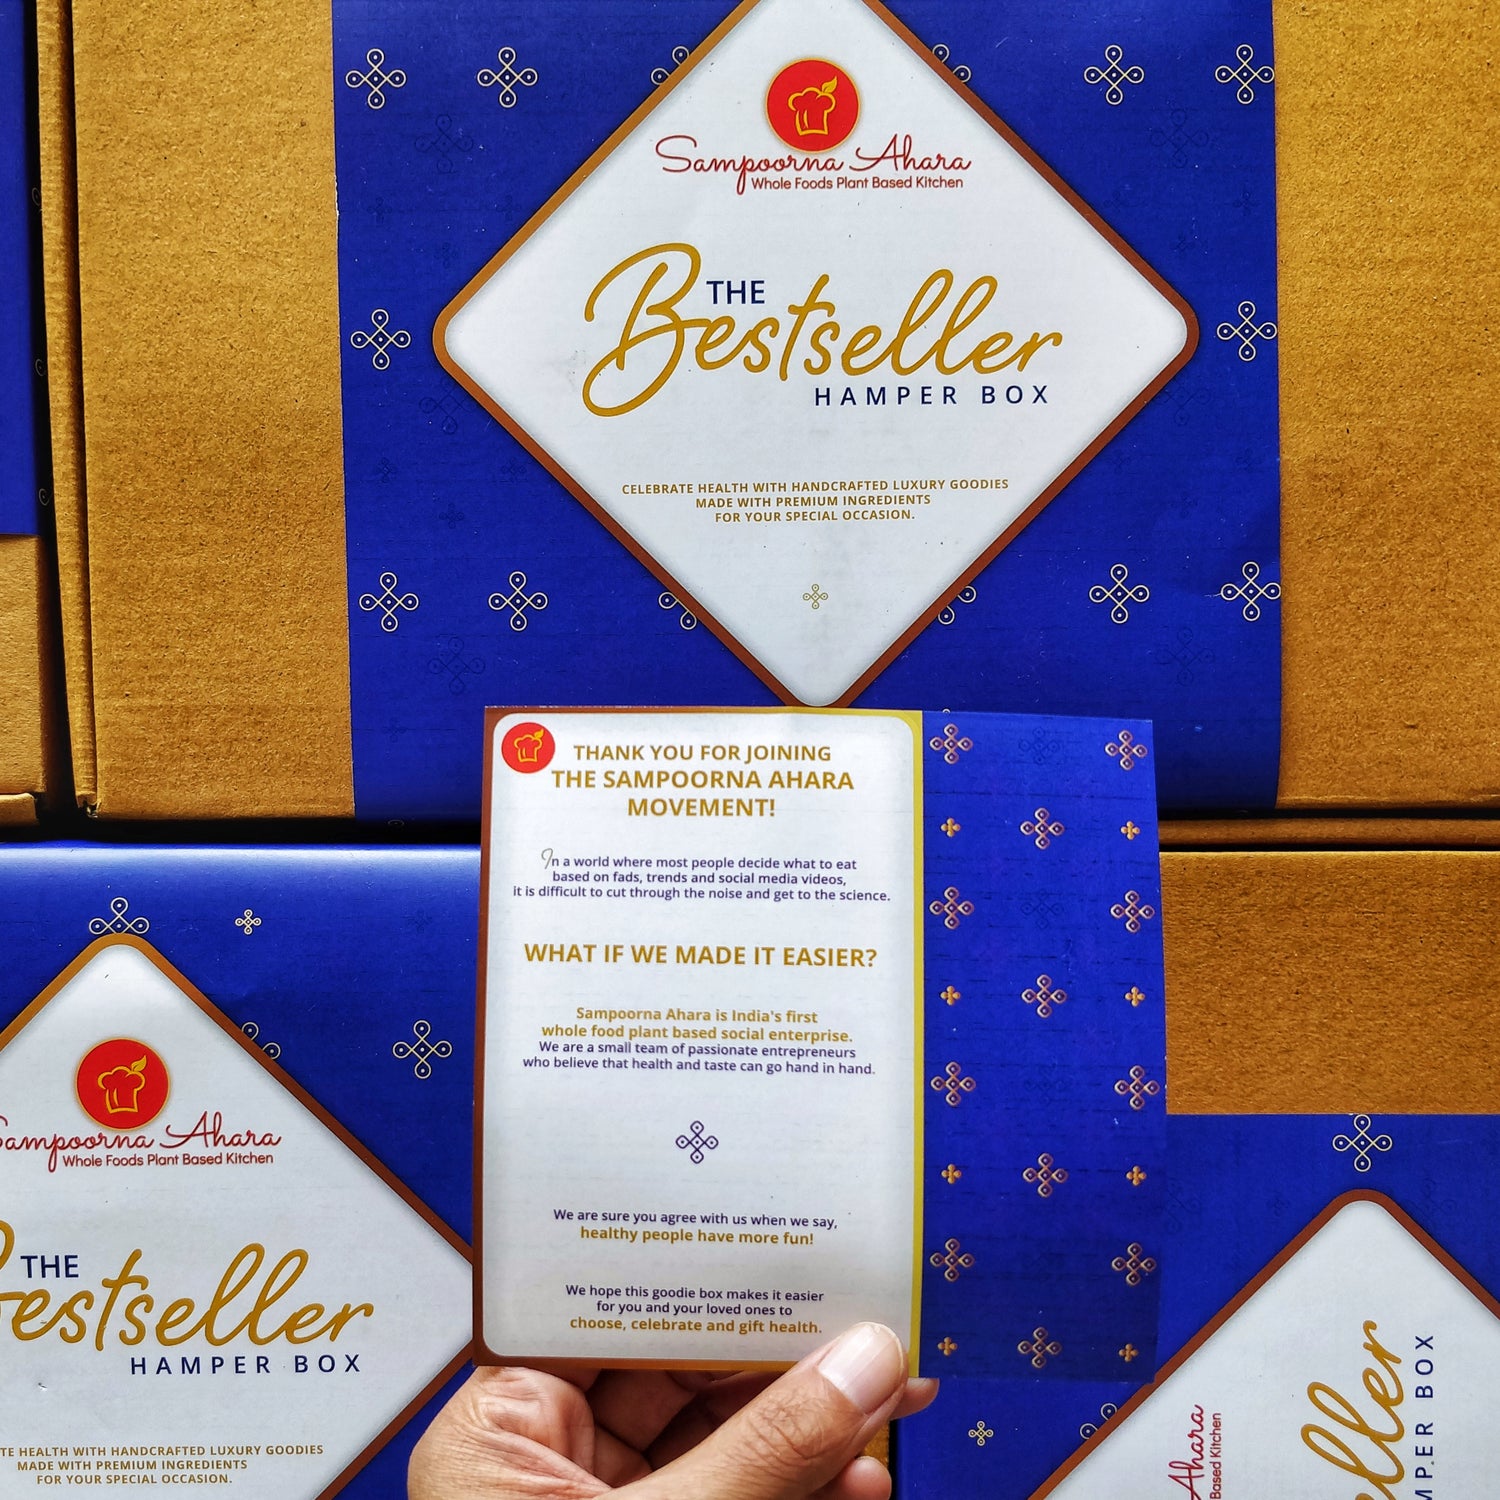 Sampoorna Ahara
Whole Foods Plant Based Kitchen
THE
Bestseller
HAMPER BOX
CELEBRATE HEALTH WITH HANDCRAFTED LUXURY GOODIES
MADE WITH PREMIUM INGREDIENTS
FOR YOUR SPECIAL OCCASION.
THANK YOU FOR JOINING
THE SAMPOORNA AHARA
MOVEMENT!
In a world where most people decide what to eat
based on fads, trends and social media videos,
it is difficult to cut through the noise and get to the science.
WHAT IF WE MADE IT EASIER?
Sampoorna Ahara is India's first
whole food plant based social enterprise.
We are a small team of passionate entrepreneurs
who believe that health and taste can go hand in hand.
We are sure you agree with us when we say,
healthy people have more fun!
We hope this goodie box makes it easier
for you and your loved ones to
choose, celebrate and gift health.
Sampoorna Ahara
Whole Foods Plant Based Kitchen
THE
Bestseller
HAMPER BOX
TE HEALTH WITH HANDCRAFTED LUXURY GOODIES
MADE WITH PREMIUM INGREDIENTS
FOR YOUR SPECIAL OCCASION.
Ahara
Based Kitchen
eller
MPER BOX